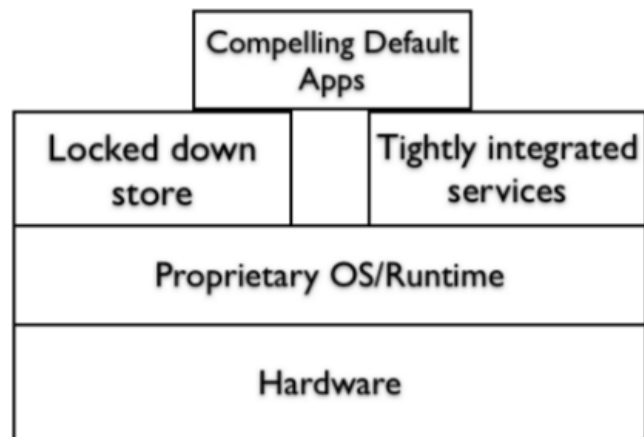 Compelling Default
Apps
Locked down
store
Tightly integrated
services
Proprietary OS/Runtime
Hardware